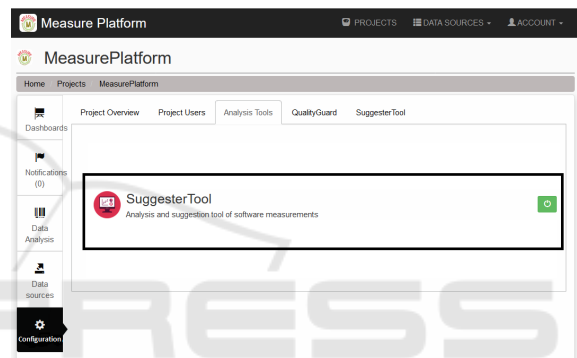 Measure Platform
PROJECTS
DATA SOURCES
ACCOUNT
MeasurePlatform
Home Projects MeasurePlatform
Dashboards
Notifications
(0)
Data
Analysis
Data
sources
Configuration
Project Overview Project Users Analysis Tools QualityGuard SuggesterTool
SuggesterTool
Analysis and suggestion tool of software measurements
PRESS